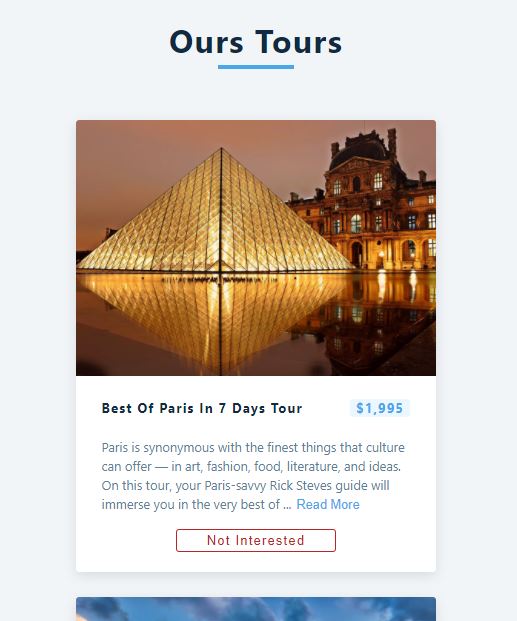 Ours Tours
Best Of Paris In 7 Days Tour
$1,995
Paris is synonymous with the finest things that culture
can offer — in art, fashion, food, literature, and ideas.
On this tour, your Paris-savvy Rick Steves guide will
immerse you in the very best of ... Read More
Not Interested